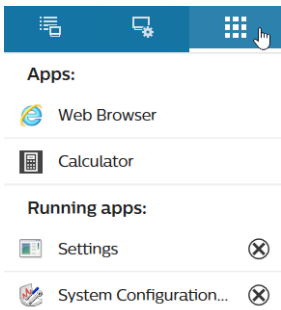 Apps:
Web Browser
Calculator
Running apps:
Settings
System Configuration...